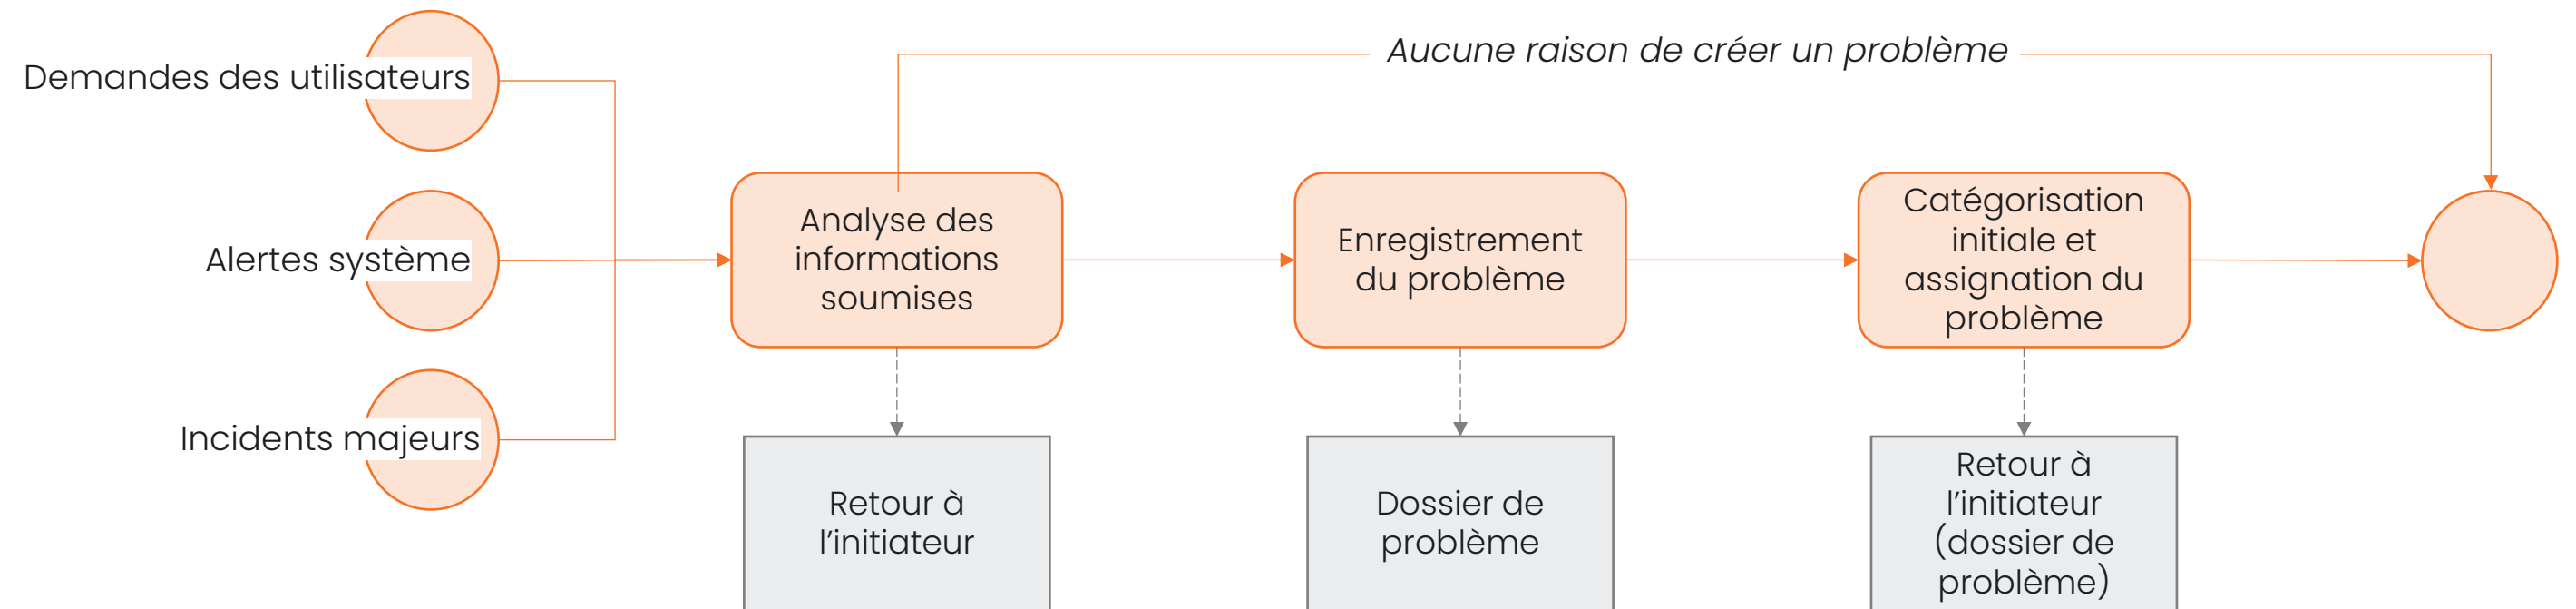 Aucune raison de créer un problème
Demandes des utilisateurs
Alertes système
Incidents majeurs
Analyse des
informations
soumises
Enregistrement
du problème
Catégorisation
initiale et
assignation du
problème
Retour à
l’initiateur
Dossier de
problème
Retour à
l’initiateur
(dossier de
problème)